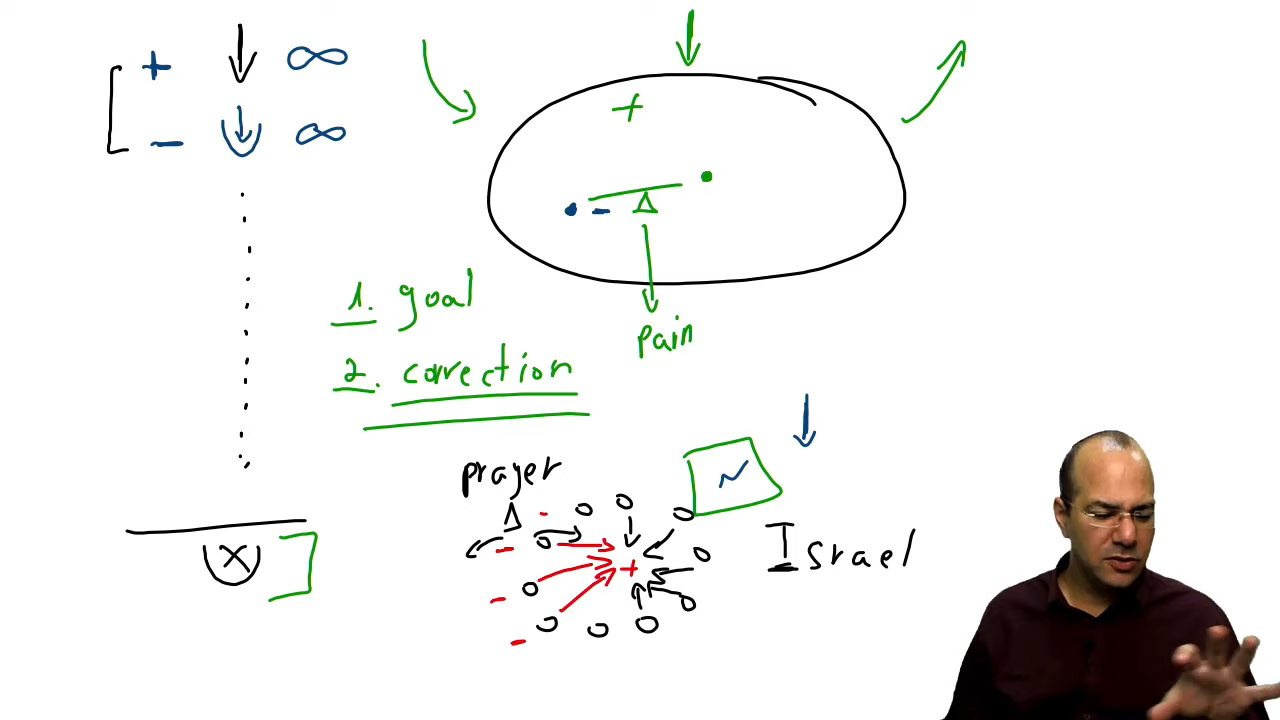 + ∞
- ∞
+
-
Pain
1. goal
2. correction
prayer
Israel